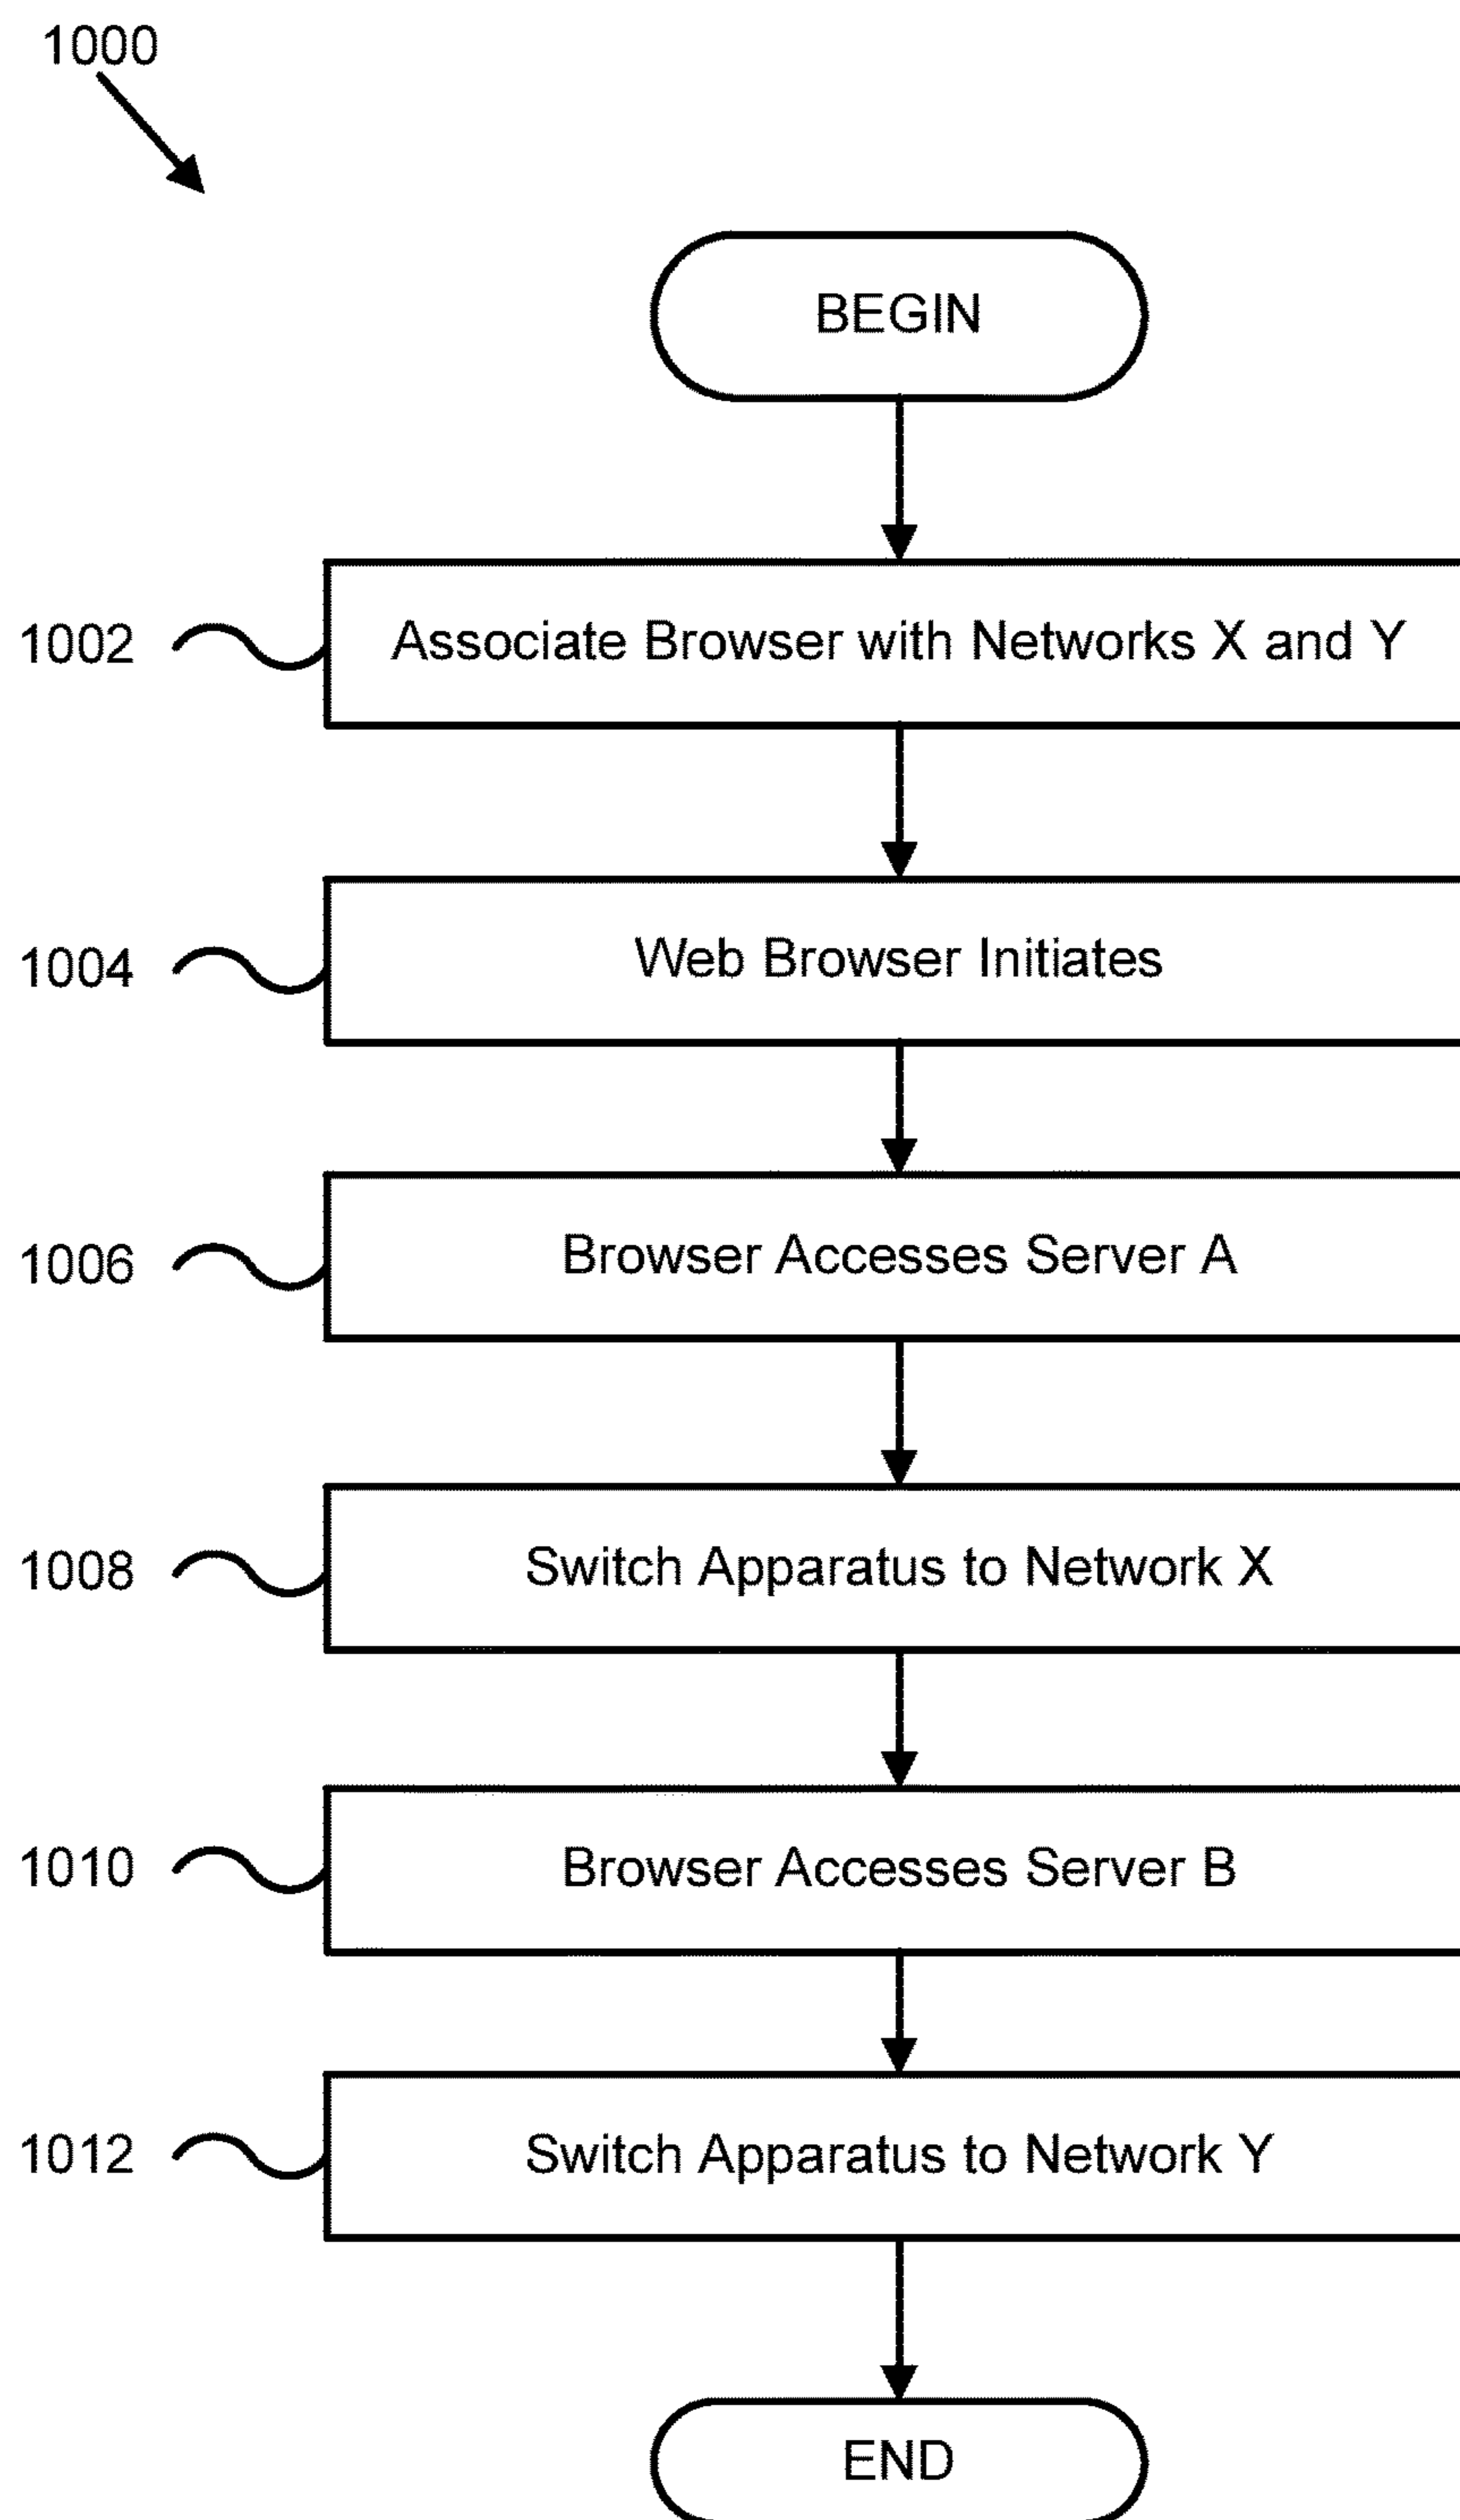 1000
BEGIN
1002 Associate Browser with Networks X and Y
1004 Web Browser Initiates
1006 Browser Accesses Server A
1008 Switch Apparatus to Network X
1010 Browser Accesses Server B
1012 Switch Apparatus to Network Y
END